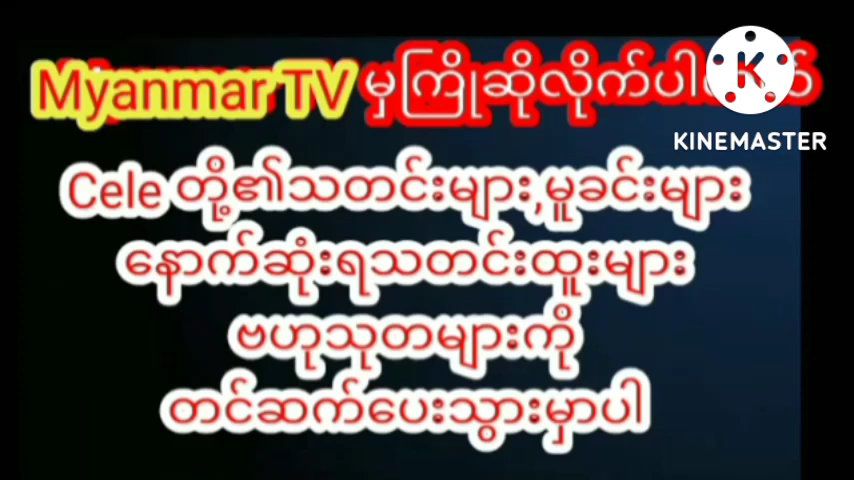 Myanmar TV မှကြိုဆိုလိုက်ပါ
KINEMASTER
Cele တို့၏သတင်းများ,မူခင်းများ
နောက်ဆုံးရသတင်းထူးများ
ဗဟုသုတများကို
တင်ဆက်ပေးသွားမှာပါ